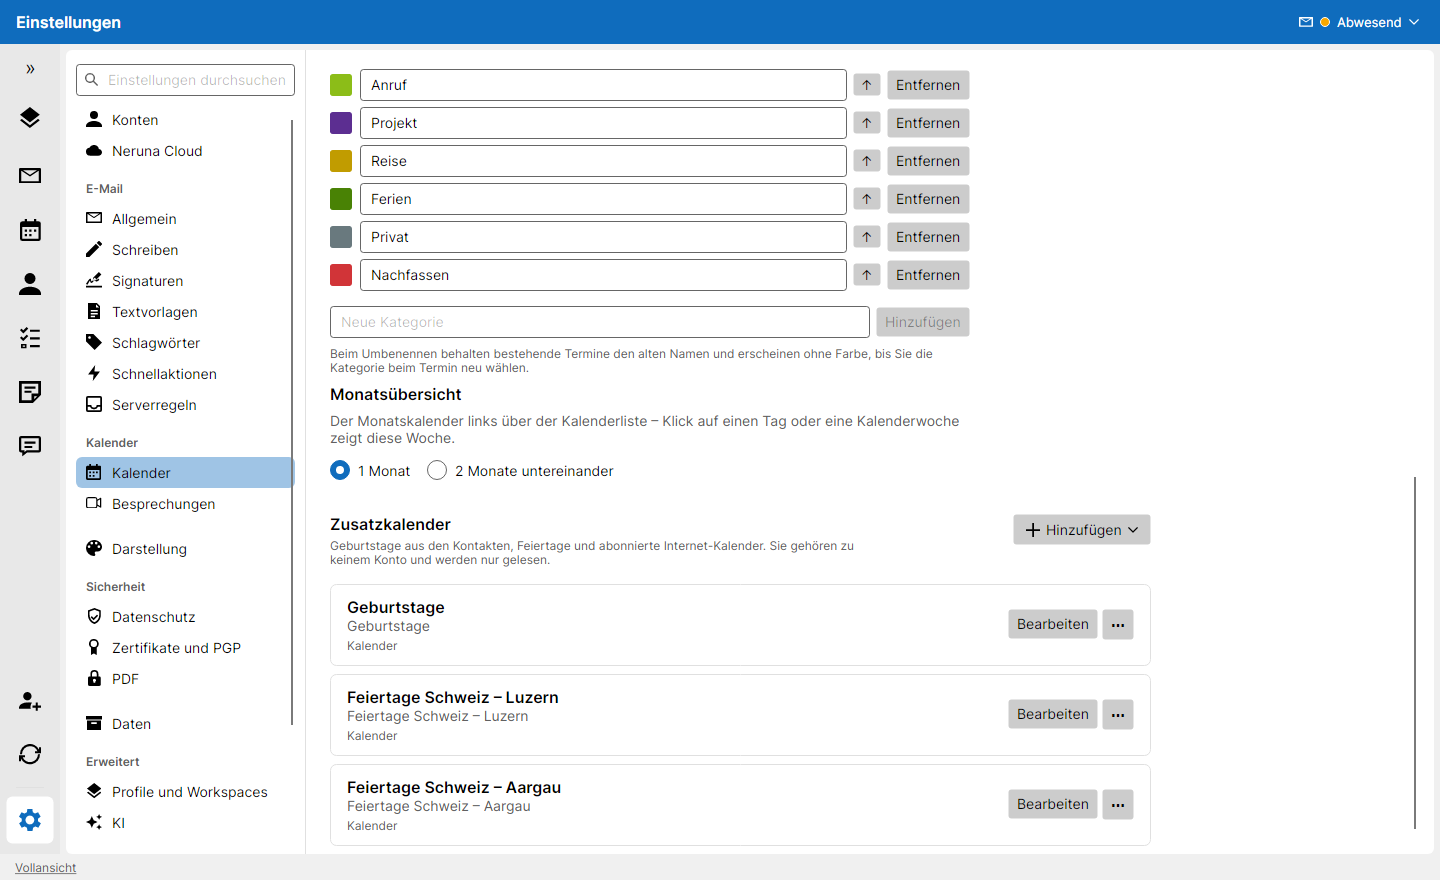 Einstellungen
Abwesend
Einstellungen durchsuchen
Konten
Neruna Cloud
E-Mail
Allgemein
Schreiben
Signaturen
Textvorlagen
Schlagwörter
Schnellaktionen
Serverregeln
Kalender
Kalender
Besprechungen
Darstellung
Sicherheit
Datenschutz
Zertifikate und PGP
PDF
Daten
Erweitert
Profile und Workspaces
KI
Vollansicht
Anruf
Entfernen
Projekt
Entfernen
Reise
Entfernen
Ferien
Entfernen
Privat
Entfernen
Nachfassen
Entfernen
Neue Kategorie
Hinzufügen
Beim Umbenennen behalten bestehende Termine den alten Namen und erscheinen ohne Farbe, bis Sie die
Kategorie beim Termin neu wählen.
Monatsübersicht
Der Monatskalender links über der Kalenderliste – Klick auf einen Tag oder eine Kalenderwoche
zeigt diese Woche.
1 Monat
2 Monate untereinander
Zusatzkalender
Hinzufügen
Geburtstage aus den Kontakten, Feiertage und abonnierte Internet-Kalender. Sie gehören zu
keinem Konto und werden nur gelesen.
Geburtstage
Geburtstage
Kalender
Bearbeiten
Feiertage Schweiz – Luzern
Feiertage Schweiz – Luzern
Kalender
Bearbeiten
Feiertage Schweiz – Aargau
Feiertage Schweiz – Aargau
Kalender
Bearbeiten